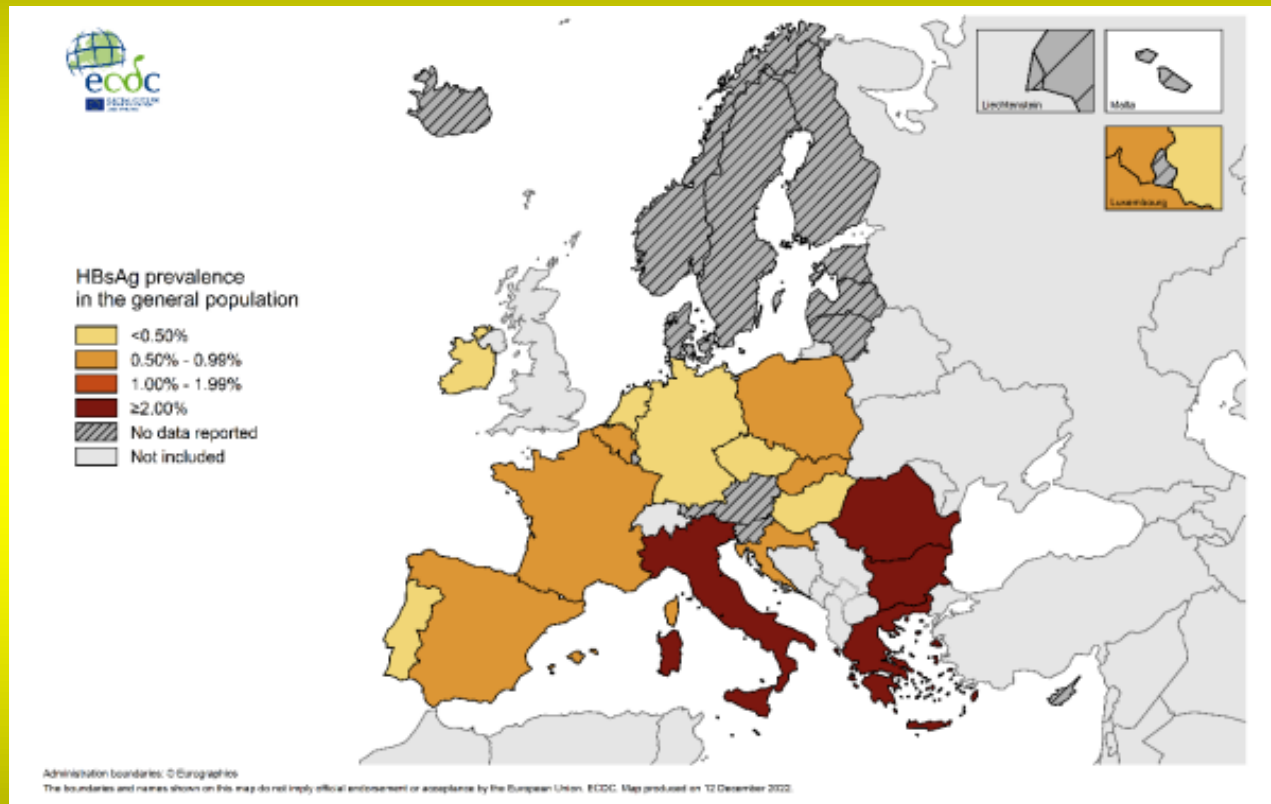 ecdc
Liechtenstein
Malta
Luxembourg
HBsAg prevalence
in the general population
<0.50%
0.50% - 0.99%
1.00% - 1.99%
≥2.00%
No data reported
Not included
Administration boundaries: © Eurographics
The boundaries and names shown on this map do not imply official endorsement or acceptance by the European Union. ECDC. Map produced on 12 December 2022.